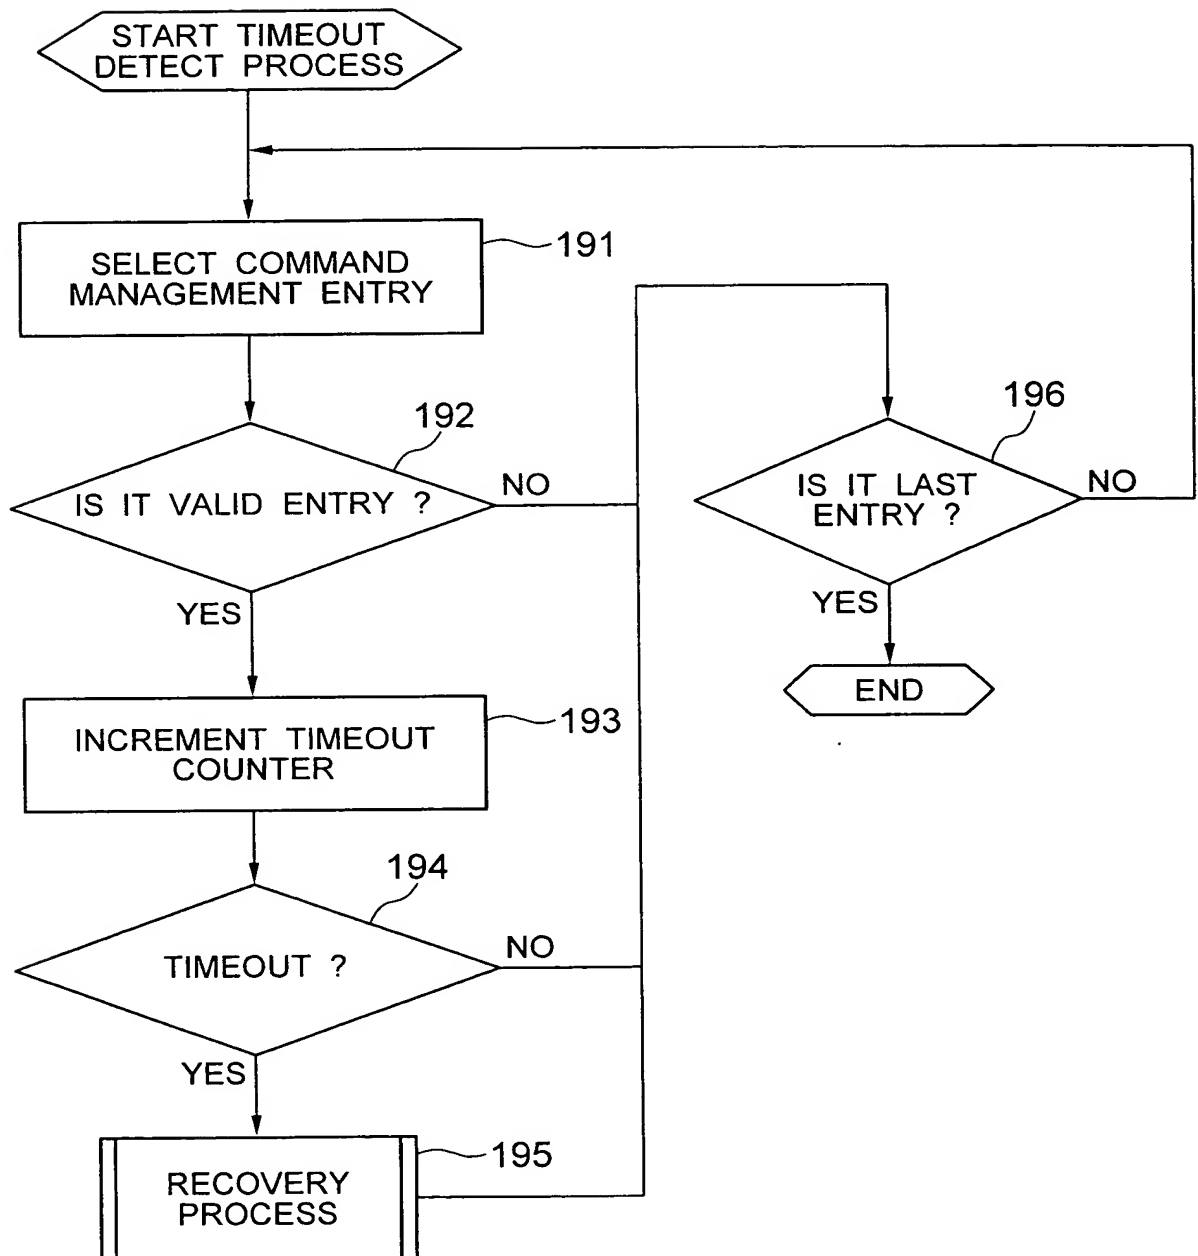 START TIMEOUT
DETECT PROCESS
191
SELECT COMMAND
MANAGEMENT ENTRY
192
IS IT VALID ENTRY ?
NO
YES
193
INCREMENT TIMEOUT
COUNTER
194
TIMEOUT ?
NO
YES
195
RECOVERY
PROCESS
196
IS IT LAST
ENTRY ?
NO
YES
END